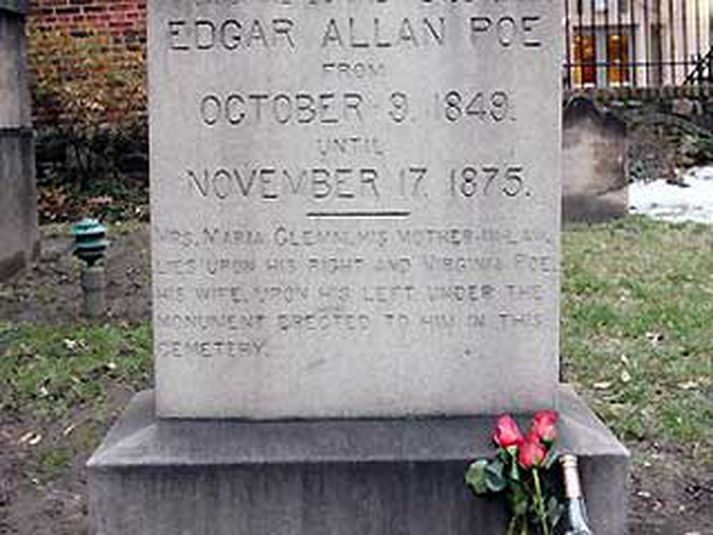 EDGAR ALLAN POE
FROM
OCTOBER 9. 1849.
UNTIL
NOVEMBER 17. 1875.
MRS. MARIA CLEMM, HIS MOTHER-IN-LAW,
LIES UPON HIS RIGHT AND VIRGINIA POE,
HIS WIFE, UPON HIS LEFT UNDER THE
MONUMENT ERECTED TO HIM IN THIS
CEMETERY.